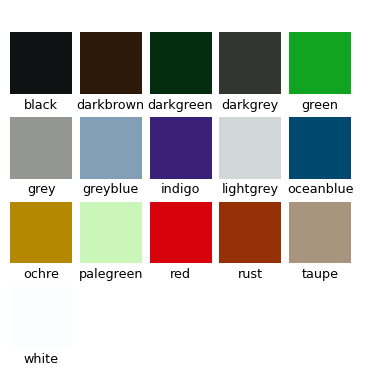 black darkbrown darkgreen darkgrey green
grey greyblue indigo lightgrey oceanblue
ochre palegreen red rust taupe
white